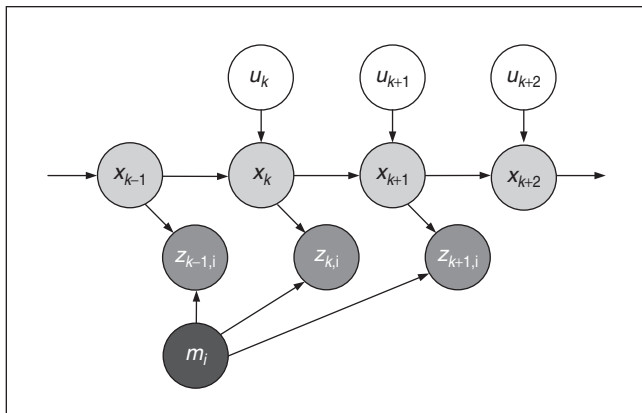 u_k u_{k+1} u_{k+2}
x_{k−1} x_k x_{k+1} x_{k+2}
z_{k−1,i} z_{k,i} z_{k+1,i}
m_i